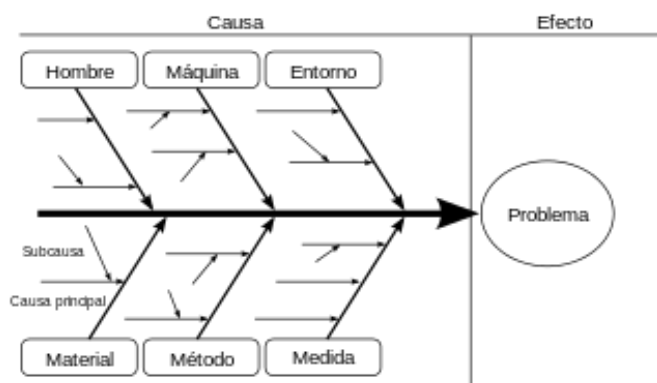 Causa
Efecto
Hombre
Máquina
Entorno
Problema
Subcausa
Causa principal
Material
Método
Medida